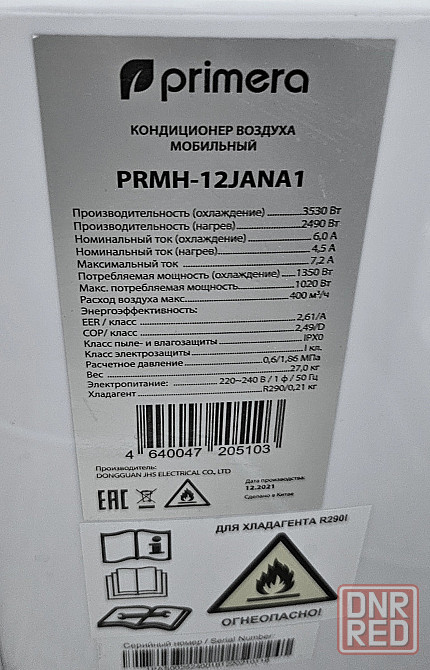 primera
КОНДИЦИОНЕР ВОЗДУХА
МОБИЛЬНЫЙ
PRMH-12JANA1
Производительность (охлаждение) 3530 Вт
Производительность (нагрев) 2490 Вт
Номинальный ток (охлаждение) 6,0 А
Номинальный ток (нагрев) 4,5 А
Максимальный ток 7,2 А
Потребляемая мощность (охлаждение) 1350 Вт
Макс. потребляемая мощность 1020 Вт
Расход воздуха макс. 400 м³/ч
Энергоэффективность:
EER / класс 2,61/A
COP/ класс 2,49/D
Класс пыле- и влагозащиты IPX0
Класс электрозащиты I кл.
Расчетное давление 0,6/1,86 МПа
Вес 27,0 кг
Электропитание: 220~240 В / 1 ф / 50 Гц
Хладагент R290/0,21 кг
4 640047 205103
Производитель:
DONGGUAN JHS ELECTRICAL CO., LTD
Дата производства:
12.2021
Сделано в Китае
EAC
ДЛЯ ХЛАДАГЕНТА R290!
ОГНЕОПАСНО!
Серийный номер / Serial Number:
DNR
RED